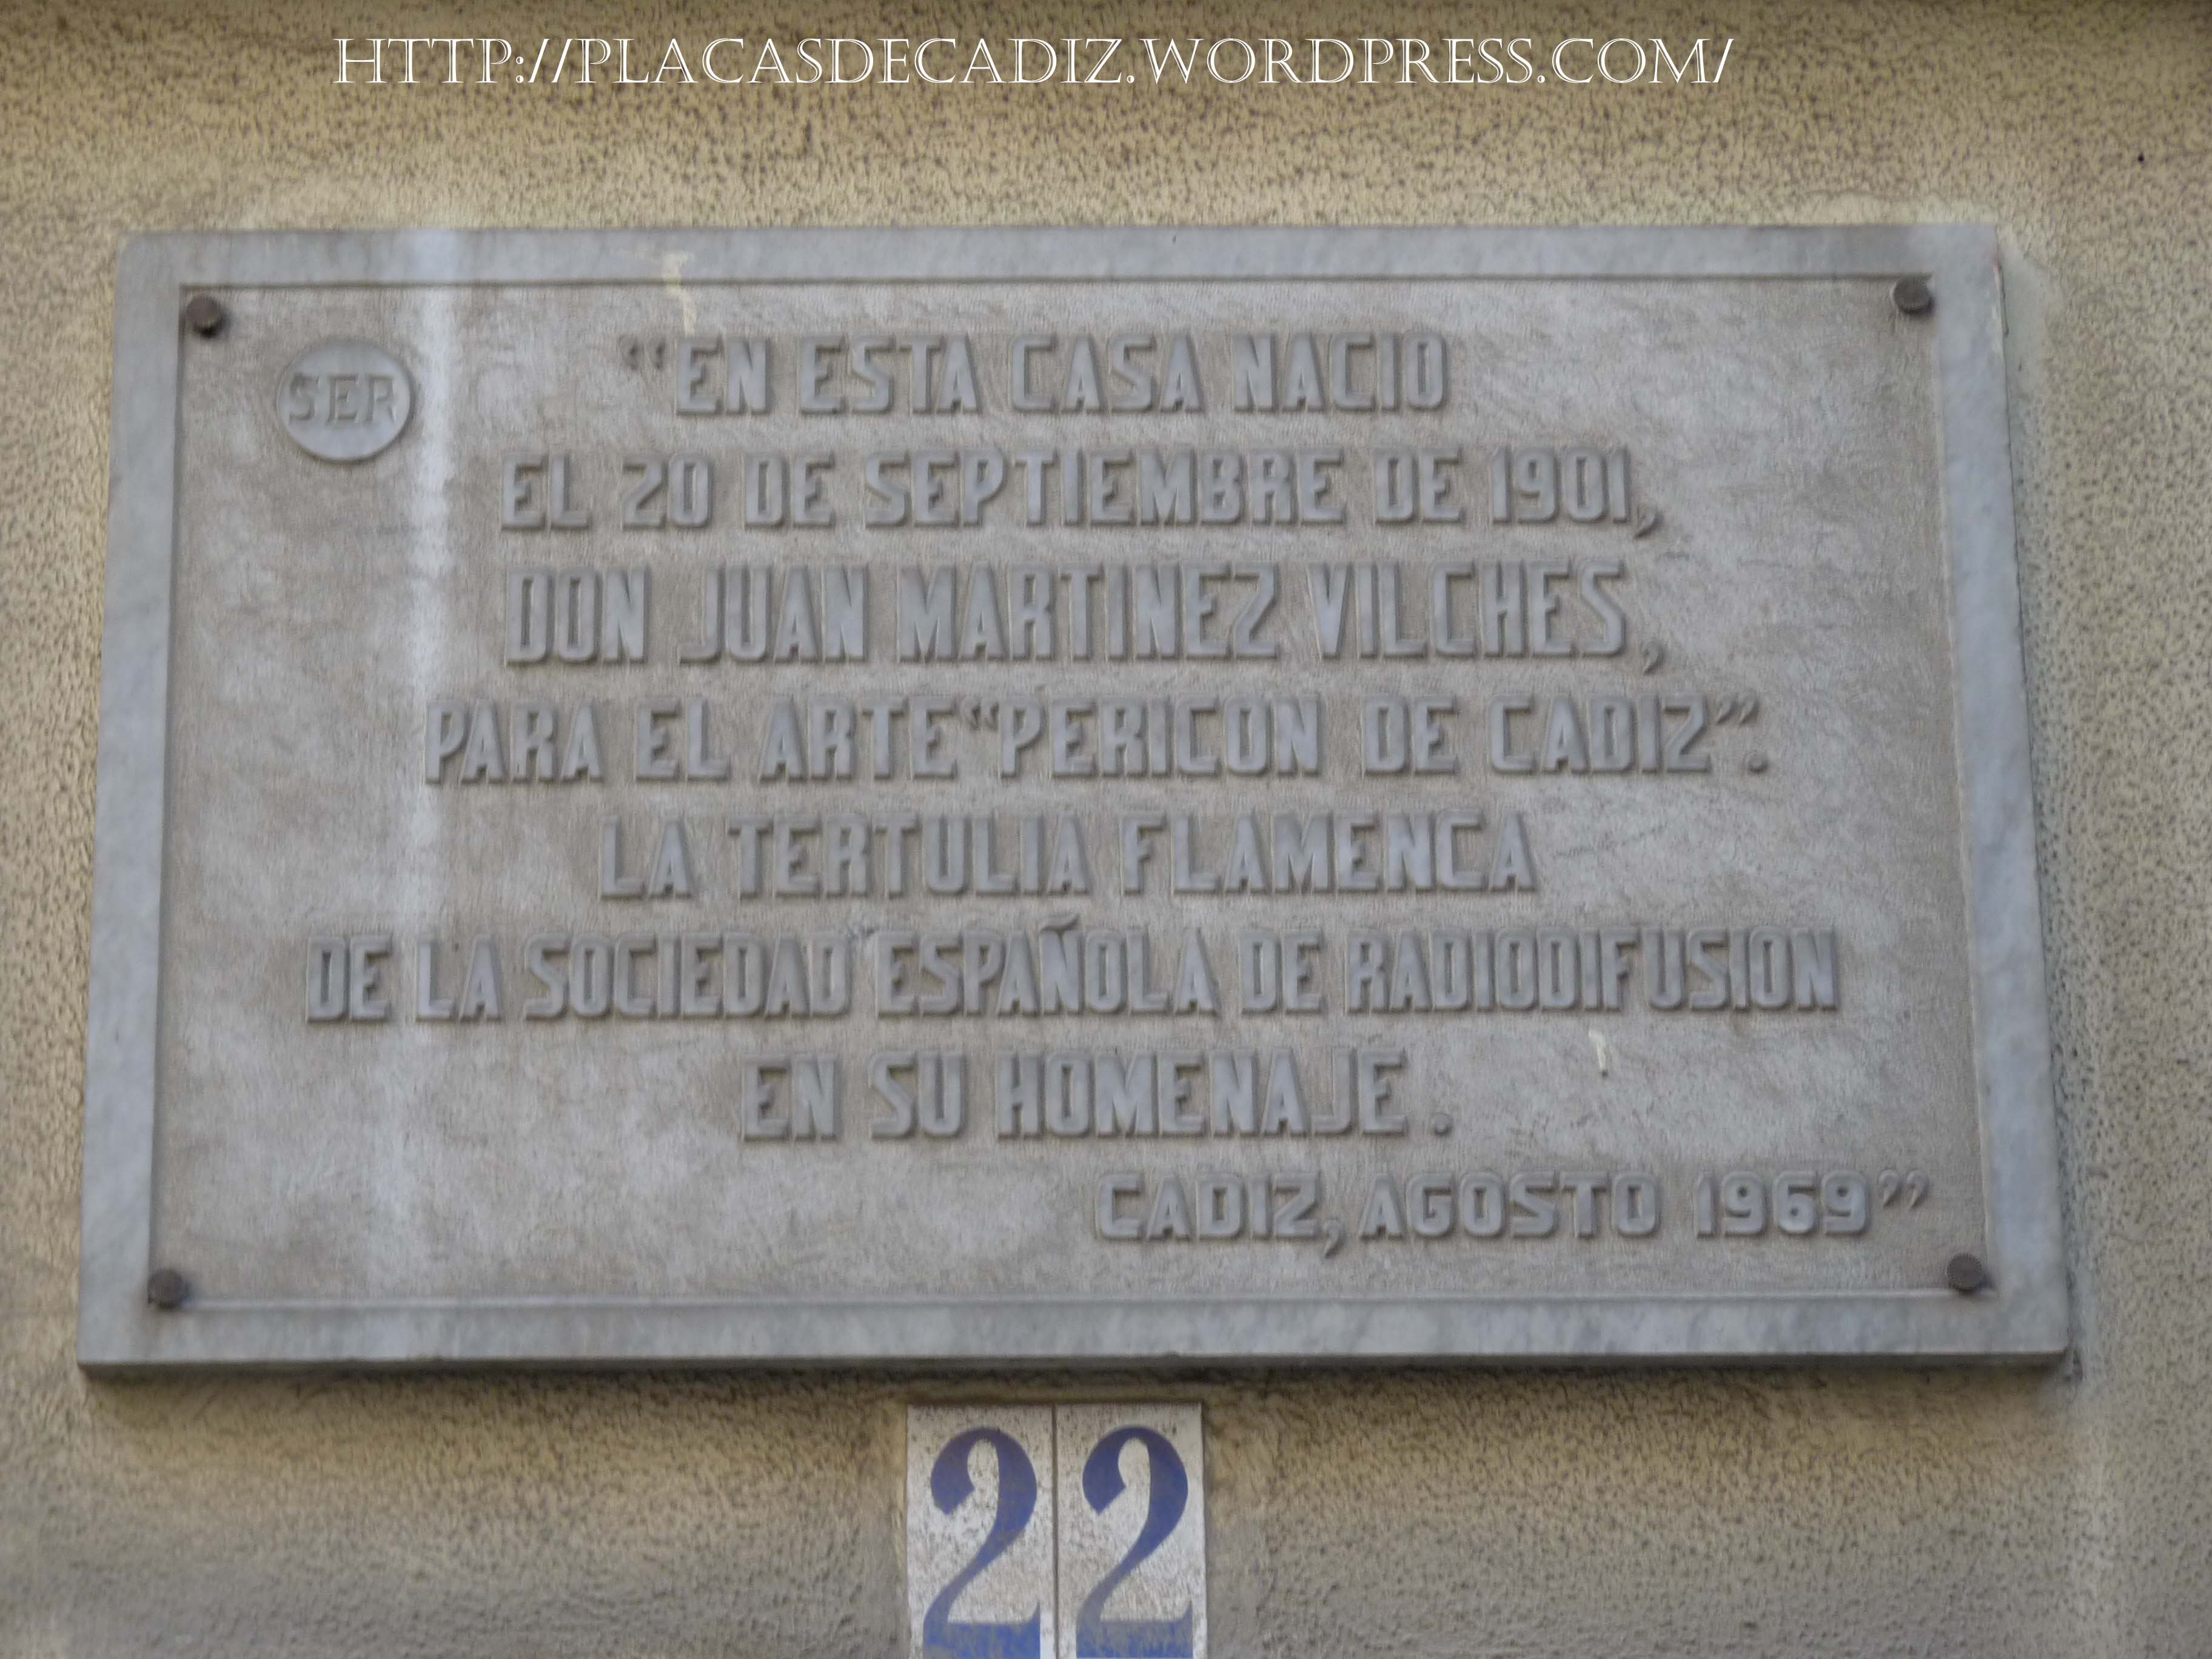 HTTP://PLACASDECADIZ.WORDPRESS.COM/
SER
“EN ESTA CASA NACIO
EL 20 DE SEPTIEMBRE DE 1901,
DON JUAN MARTINEZ VILCHES,
PARA EL ARTE “PERICON DE CADIZ”.
LA TERTULIA FLAMENCA
DE LA SOCIEDAD ESPAÑOLA DE RADIODIFUSION
EN SU HOMENAJE.
CADIZ, AGOSTO 1969”
22